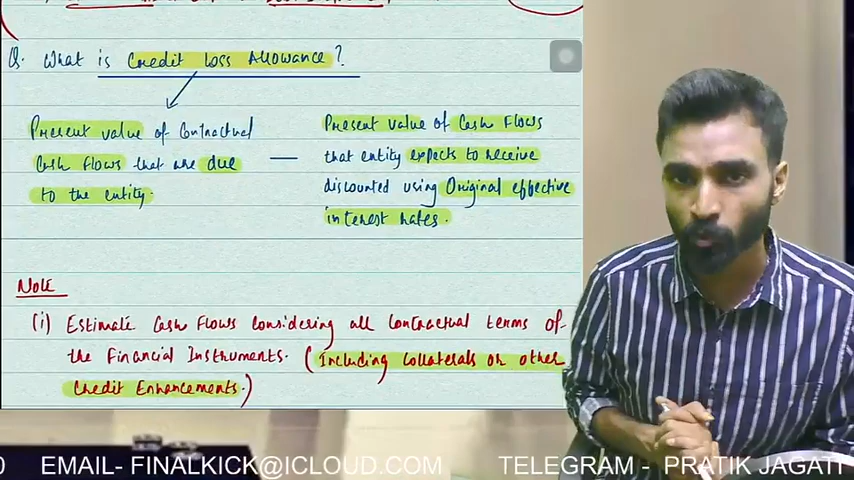 Q. What is Credit Loss Allowance?
Present value of Contractual
Cash Flows that are due
to the entity.
—
Present value of Cash Flows
that entity expects to receive
discounted using Original effective
interest rates.
Note
(i) Estimate Cash Flows Considering all Contractual terms of
the Financial Instruments. (Including Collaterals or other
Credit Enhancements.)
0 EMAIL- FINALKICK@ICLOUD.COM TELEGRAM - PRATIK JAGATI